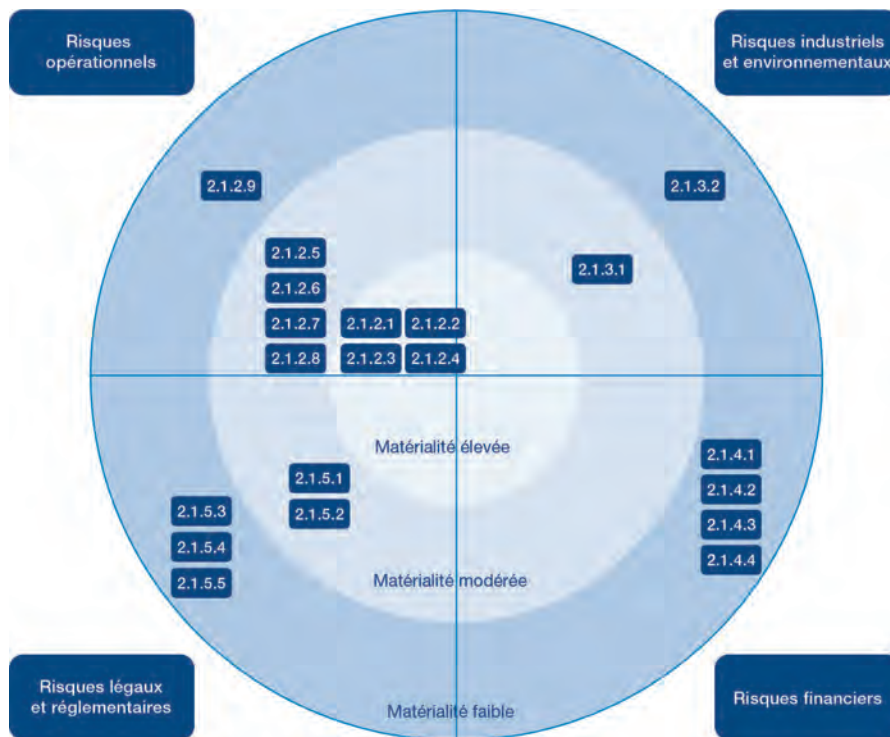 Risques
opérationnels
Risques industriels
et environnementaux
2.1.2.9
2.1.3.2
2.1.2.5
2.1.3.1
2.1.2.6
2.1.2.7
2.1.2.1
2.1.2.2
2.1.2.8
2.1.2.3
2.1.2.4
Matérialité élevée
2.1.4.1
2.1.5.1
2.1.4.2
2.1.5.3
2.1.5.2
2.1.4.3
2.1.5.4
2.1.4.4
2.1.5.5
Matérialité modérée
Risques légaux
et réglementaires
Risques financiers
Matérialité faible